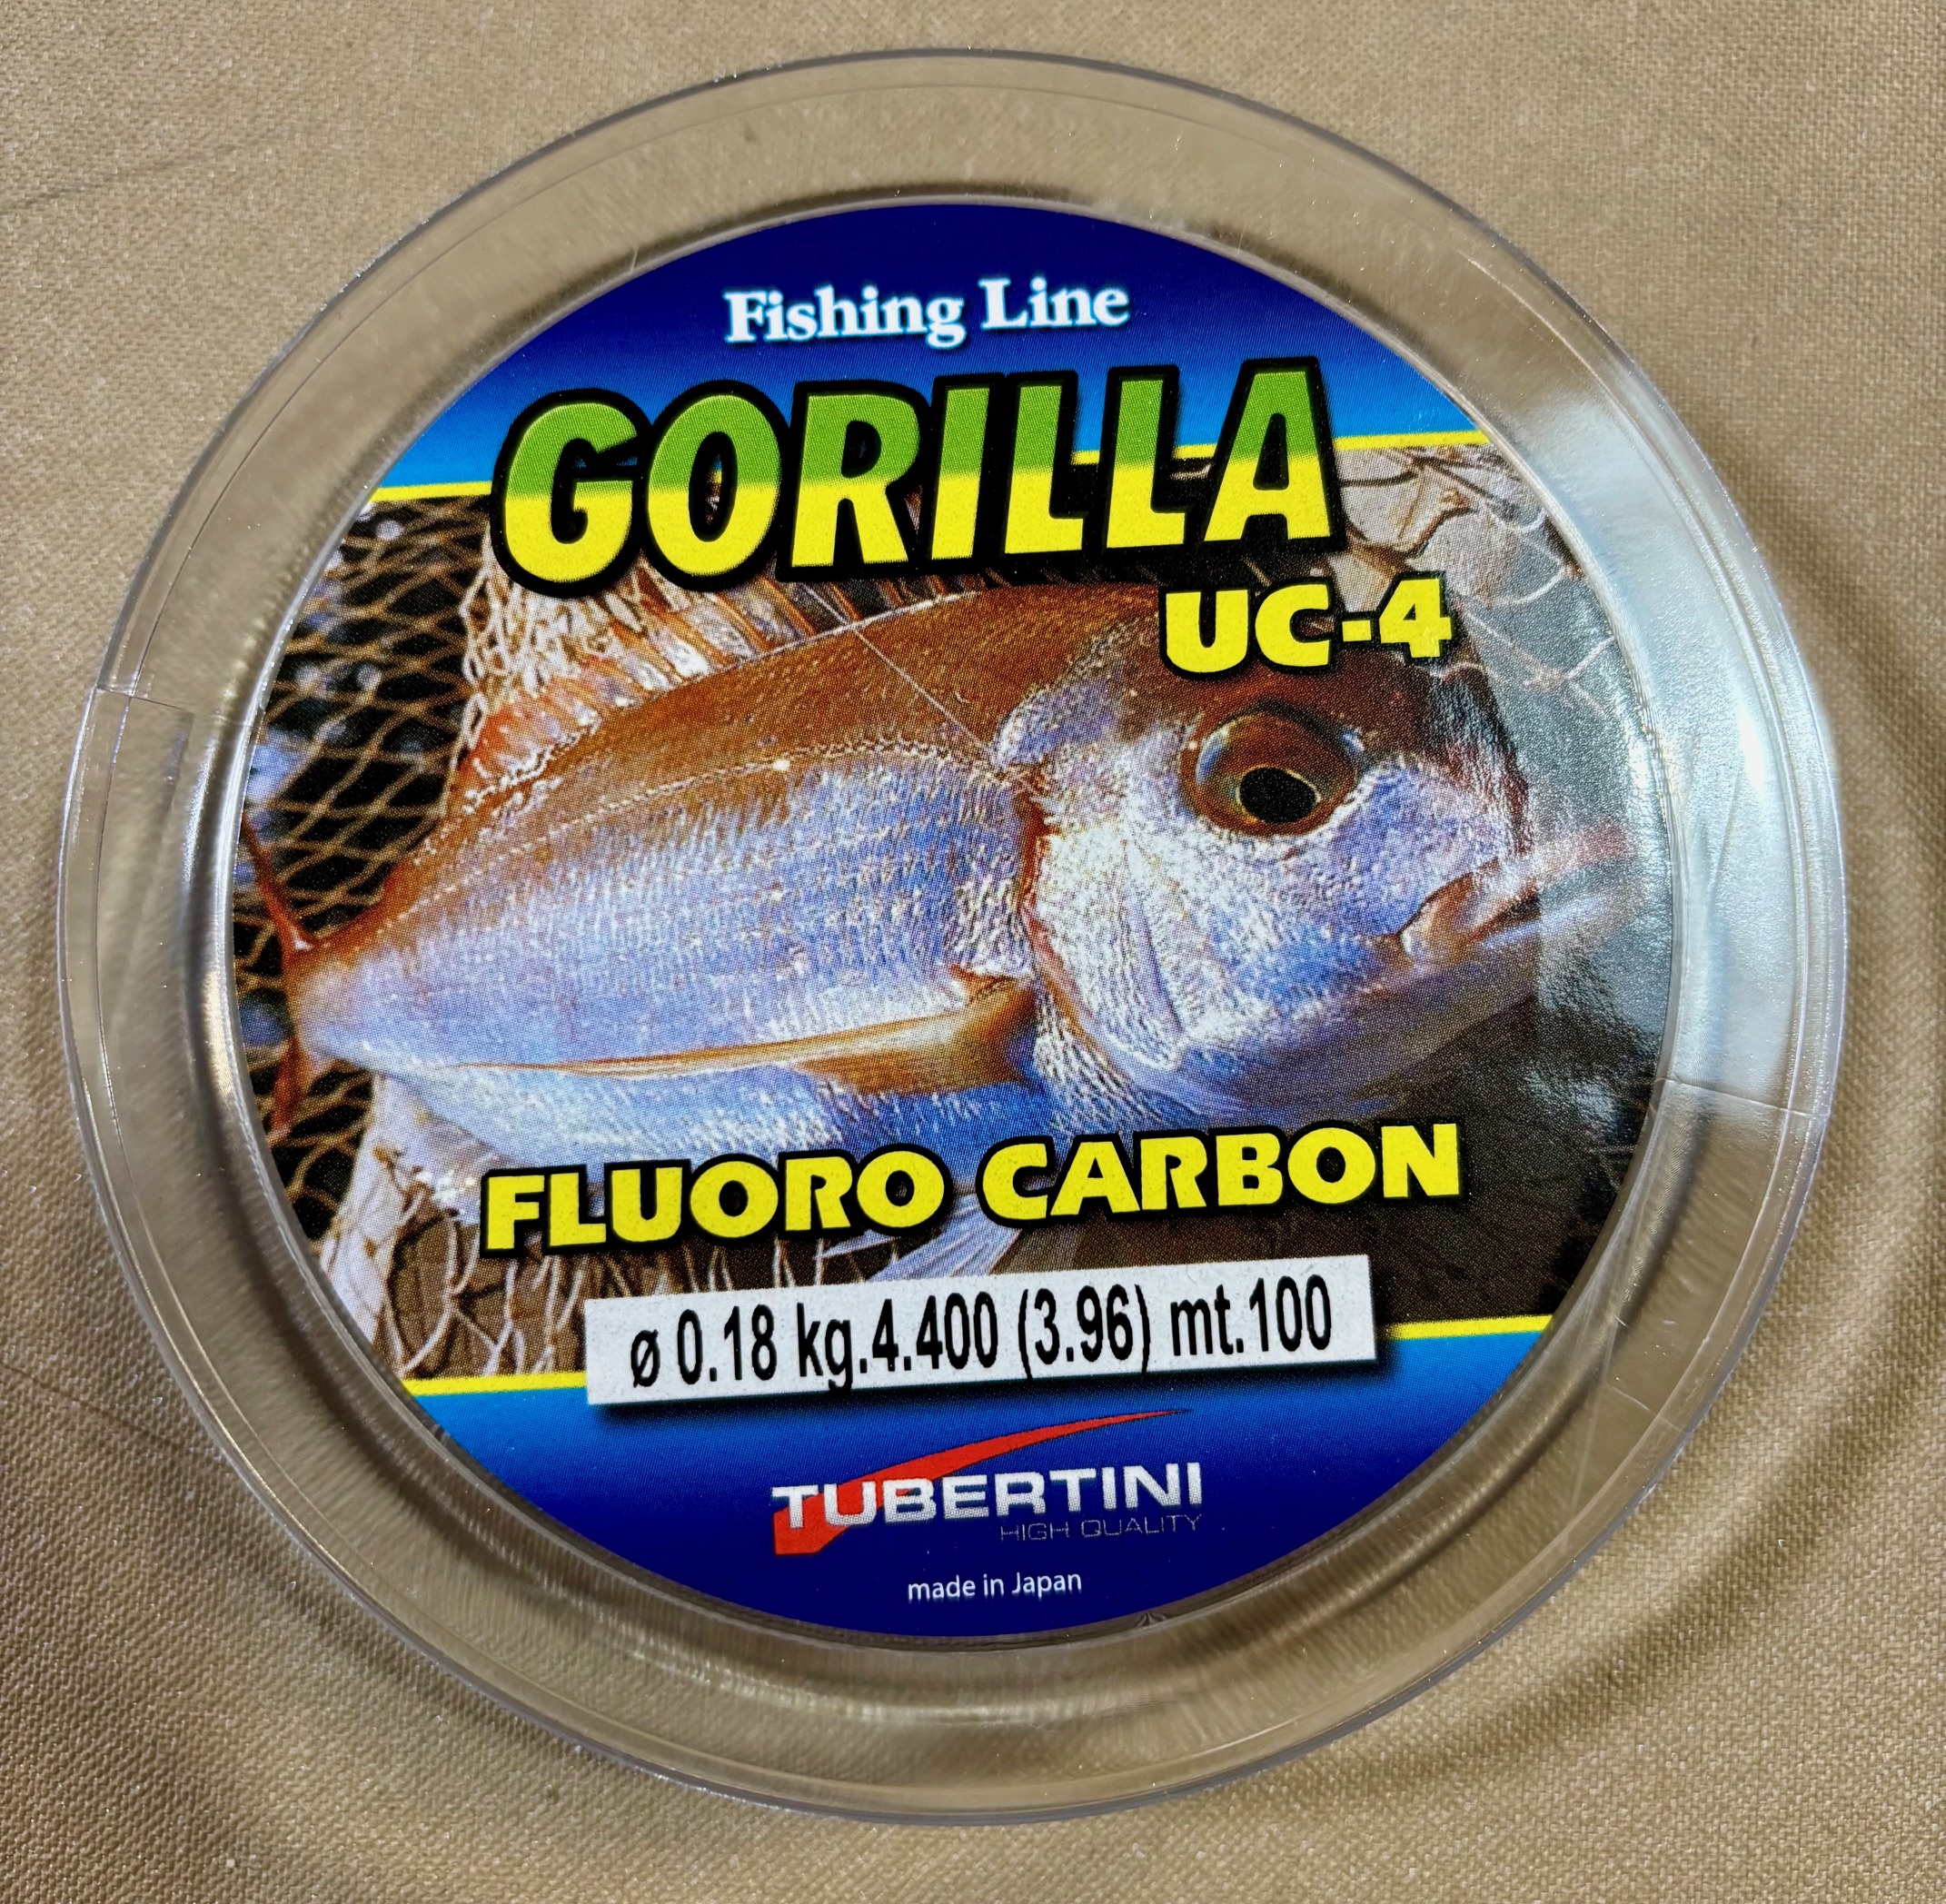 Fishing Line
GORILLA
UC-4
FLUORO CARBON
ø 0.18 kg.4.400 (3.96) mt.100
TUBERTINI
HIGH QUALITY
made in Japan